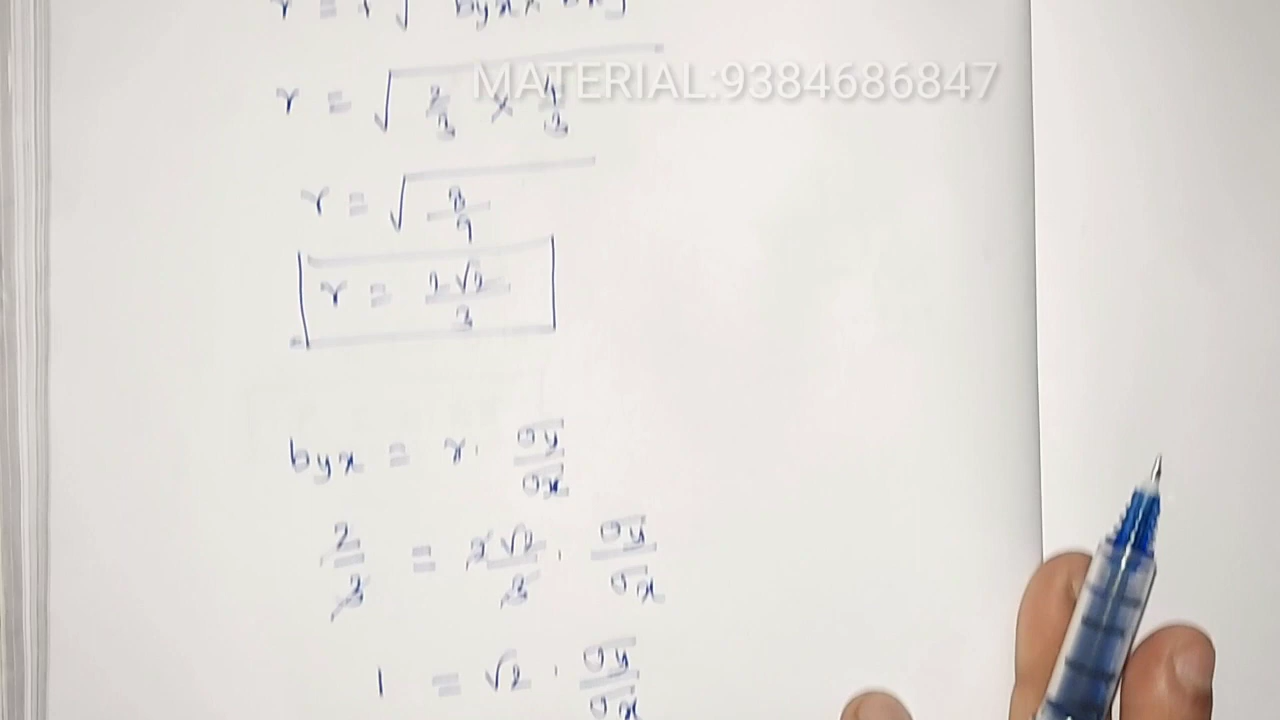 MATERIAL:9384686847
r = √ 2/3 × 4/3
r = √ 8/9
r = 2√2/3
byx = r. σy/σx
2/3 = 2√2/3 . σy/σx
1 = √2 . σy/σx